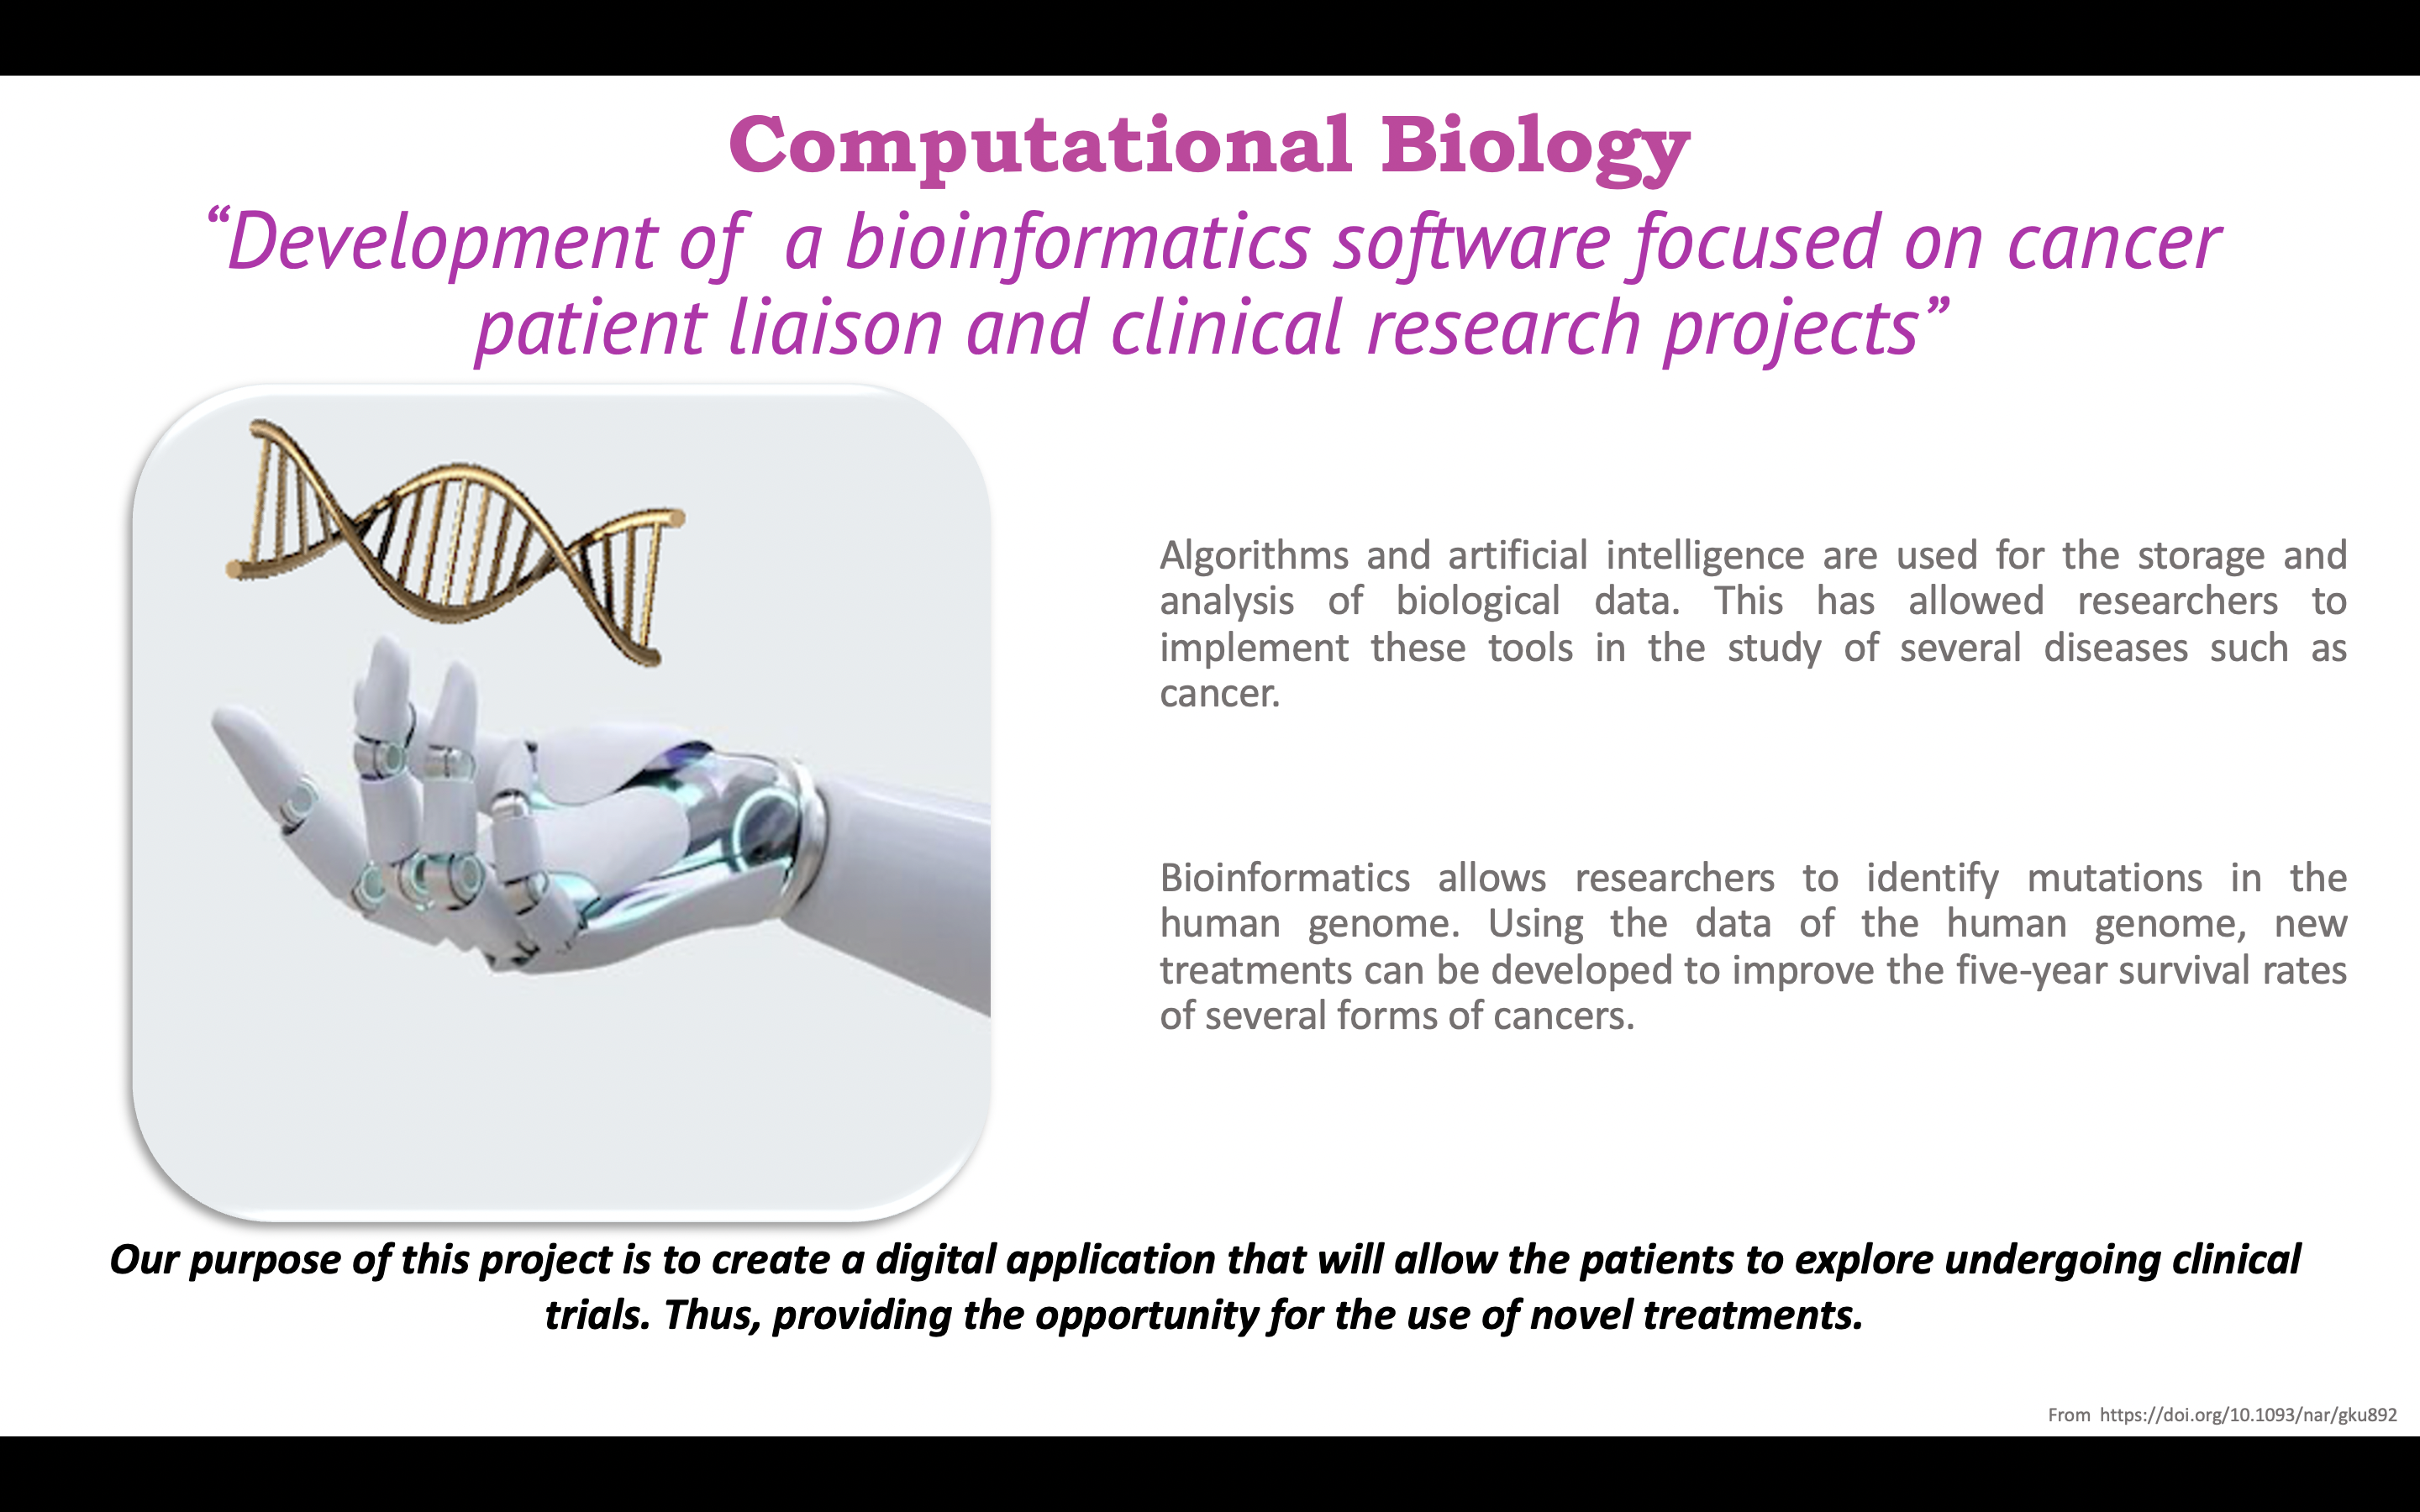 Computational Biology
“Development of  a bioinformatics software focused on cancer
patient liaison and clinical research projects”
Algorithms and artificial intelligence are used for the storage and
analysis of biological data. This has allowed researchers to
implement these tools in the study of several diseases such as
cancer.
Bioinformatics allows researchers to identify mutations in the
human genome. Using the data of the human genome, new
treatments can be developed to improve the five-year survival rates
of several forms of cancers.
Our purpose of this project is to create a digital application that will allow the patients to explore undergoing clinical
trials. Thus, providing the opportunity for the use of novel treatments.
From  https://doi.org/10.1093/nar/gku892